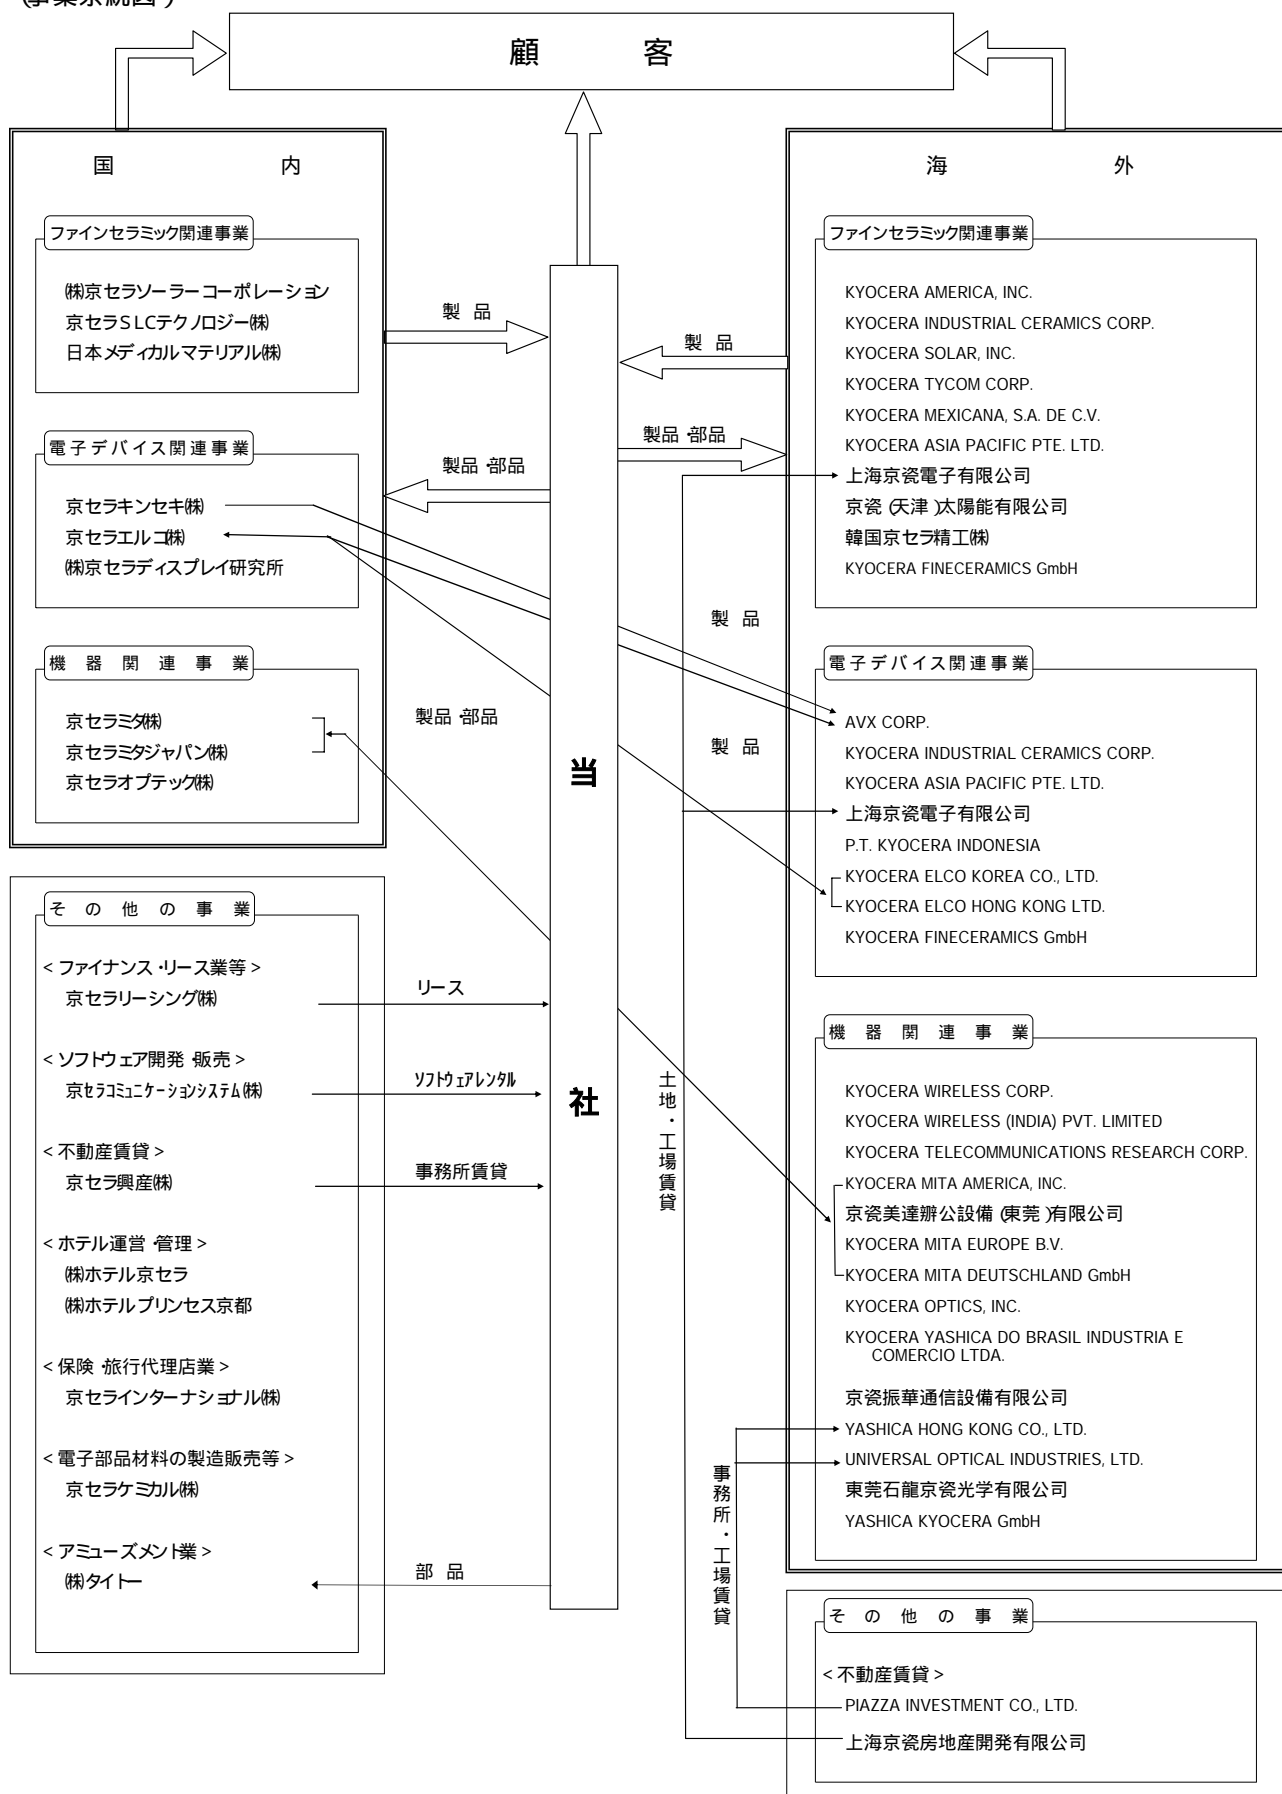 (事業系統図)
顧 客
国 内
ファインセラミック関連事業
㈱京セラソーラーコーポレーション
京セラSLCテクノロジー㈱
日本メディカルマテリアル㈱
電子デバイス関連事業
京セラキンセキ㈱
京セラエルコ㈱
㈱京セラディスプレイ研究所
機器関連事業
京セラミタ㈱
京セラミタジャパン㈱
京セラオプテック㈱
その他の事業
<ファイナンス・リース業等>
京セラリーシング㈱
<ソフトウェア開発・販売>
京セラコミュニケーションシステム㈱
<不動産賃貸>
京セラ興産㈱
<ホテル運営・管理>
㈱ホテル京セラ
㈱ホテルプリンセス京都
<保険・旅行代理店業>
京セラインターナショナル㈱
<電子部品材料の製造販売等>
京セラケミカル㈱
<アミューズメント業>
㈱タイトー
製品
製品・部品
製品・部品
リース
ソフトウェアレンタル
事務所賃貸
部品
当社
製品
製品・部品
製品
製品
土地・工場賃貸
事務所・工場賃貸
海 外
ファインセラミック関連事業
KYOCERA AMERICA, INC.
KYOCERA INDUSTRIAL CERAMICS CORP.
KYOCERA SOLAR, INC.
KYOCERA TYCOM CORP.
KYOCERA MEXICANA, S.A. DE C.V.
KYOCERA ASIA PACIFIC PTE. LTD.
上海京瓷電子有限公司
京瓷(天津)太陽能有限公司
韓国京セラ精工㈱
KYOCERA FINECERAMICS GmbH
電子デバイス関連事業
AVX CORP.
KYOCERA INDUSTRIAL CERAMICS CORP.
KYOCERA ASIA PACIFIC PTE. LTD.
上海京瓷電子有限公司
P.T. KYOCERA INDONESIA
KYOCERA ELCO KOREA CO., LTD.
KYOCERA ELCO HONG KONG LTD.
KYOCERA FINECERAMICS GmbH
機器関連事業
KYOCERA WIRELESS CORP.
KYOCERA WIRELESS (INDIA) PVT. LIMITED
KYOCERA TELECOMMUNICATIONS RESEARCH CORP.
KYOCERA MITA AMERICA, INC.
京瓷美達辦公設備(東莞)有限公司
KYOCERA MITA EUROPE B.V.
KYOCERA MITA DEUTSCHLAND GmbH
KYOCERA OPTICS, INC.
KYOCERA YASHICA DO BRASIL INDUSTRIA E
COMERCIO LTDA.
京瓷振華通信設備有限公司
YASHICA HONG KONG CO., LTD.
UNIVERSAL OPTICAL INDUSTRIES, LTD.
東莞石龍京瓷光学有限公司
YASHICA KYOCERA GmbH
その他の事業
<不動産賃貸>
PIAZZA INVESTMENT CO., LTD.
上海京瓷房地産開発有限公司